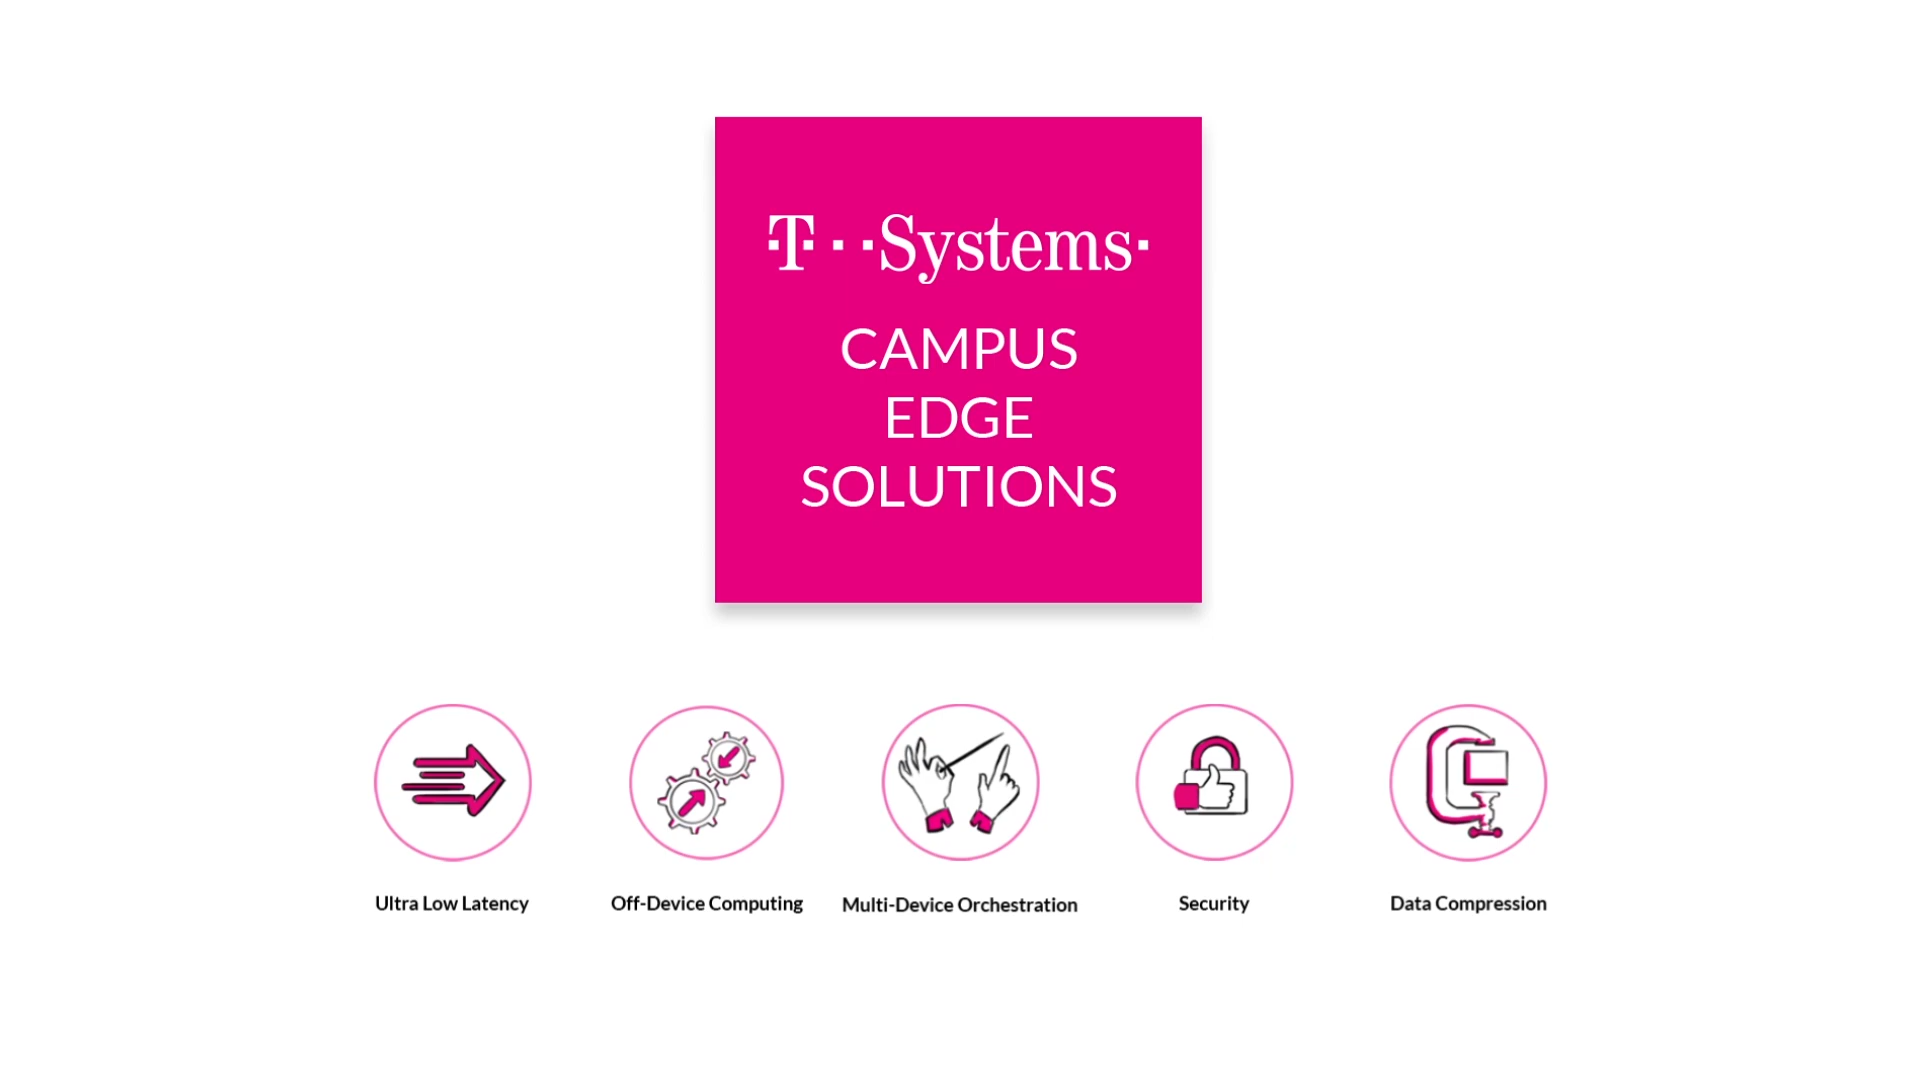 T··Systems·
CAMPUS
EDGE
SOLUTIONS
Ultra Low Latency
Off-Device Computing
Multi-Device Orchestration
Security
Data Compression